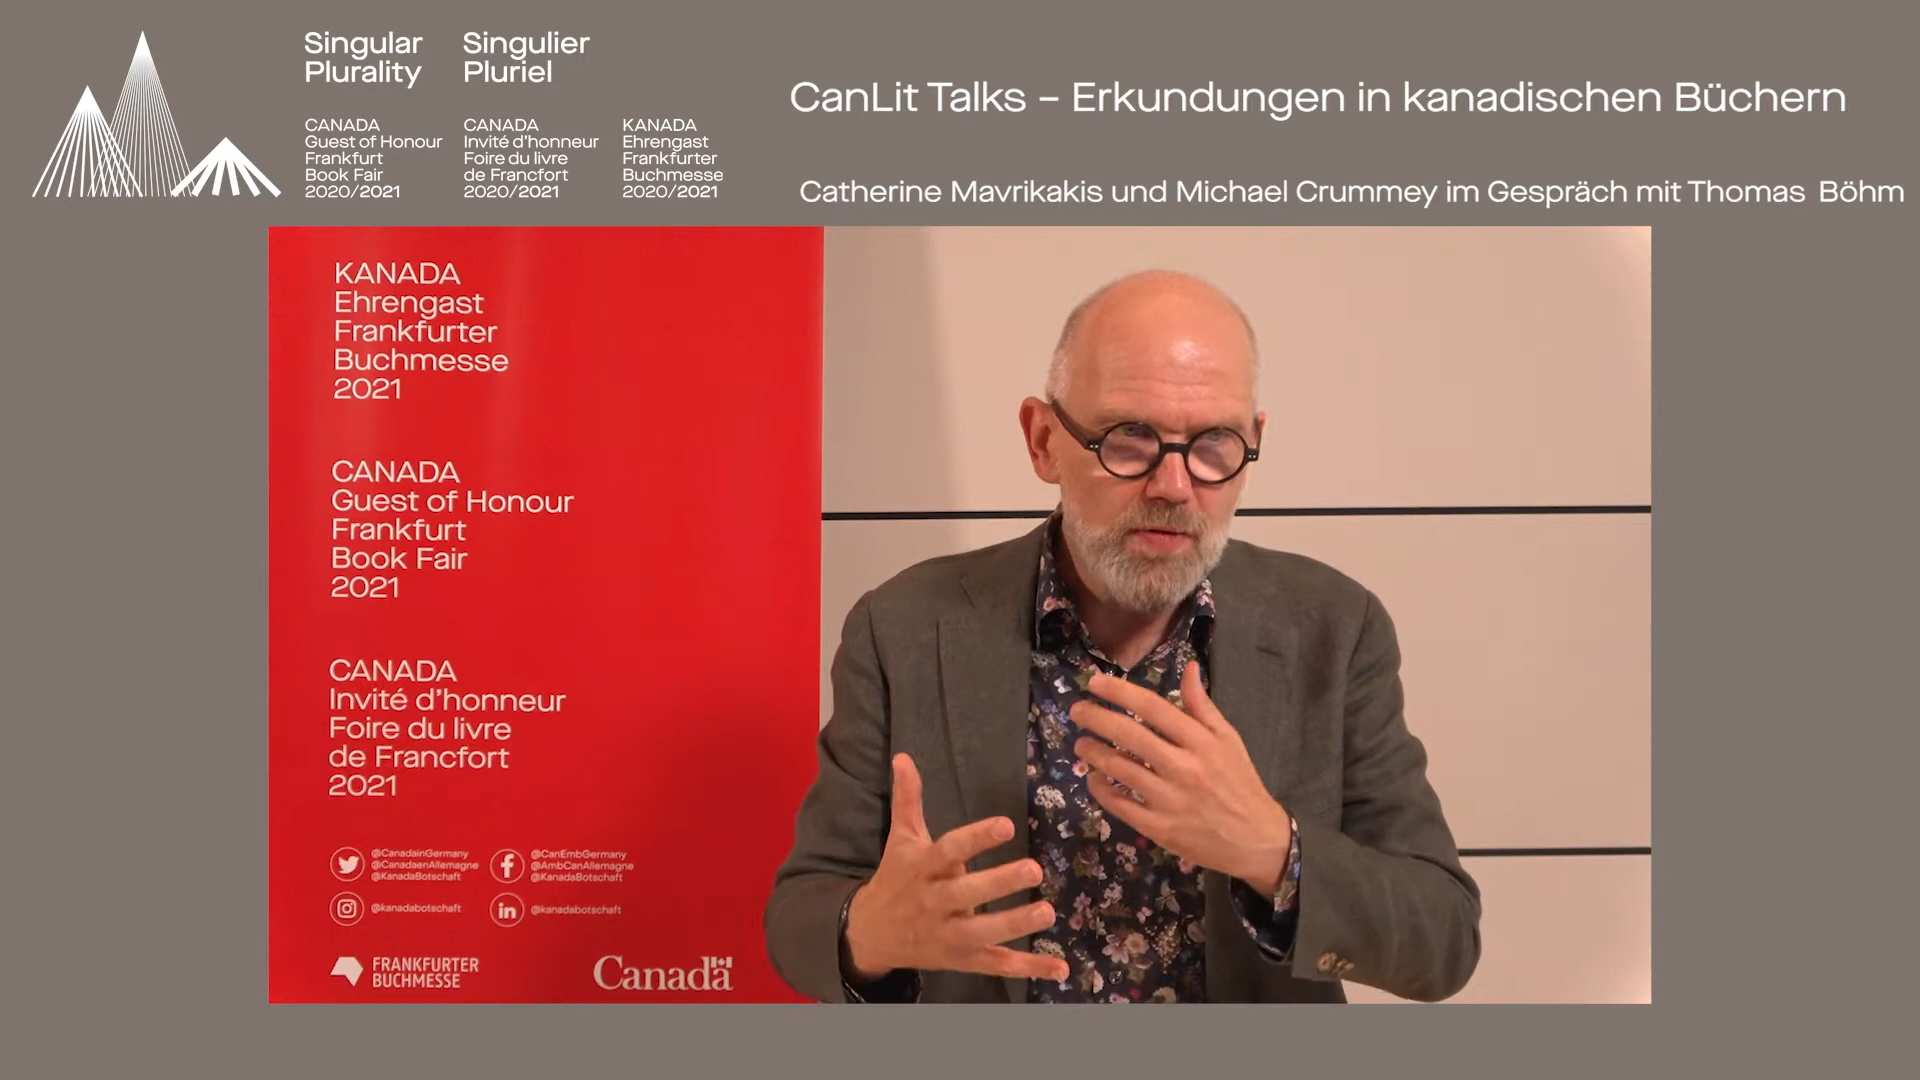 Singular
Plurality
Singulier
Pluriel
CANADA
Guest of Honour
Frankfurt
Book Fair
2020/2021
CANADA
Invité d'honneur
Foire du livre
de Francfort
2020/2021
KANADA
Ehrengast
Frankfurter
Buchmesse
2020/2021
CanLit Talks – Erkundungen in kanadischen Büchern
Catherine Mavrikakis und Michael Crummey im Gespräch mit Thomas Böhm
KANADA
Ehrengast
Frankfurter
Buchmesse
2021
CANADA
Guest of Honour
Frankfurt
Book Fair
2021
CANADA
Invité d'honneur
Foire du livre
de Francfort
2021
@CanadainGermany
@CanadaenAllemagne
@KanadaBotschaft
@CanEmbGermany
@AmbCanAllemagne
@KanadaBotschaft
@kanadabotschaft
@kanadabotschaft
FRANKFURTER
BUCHMESSE
Canada